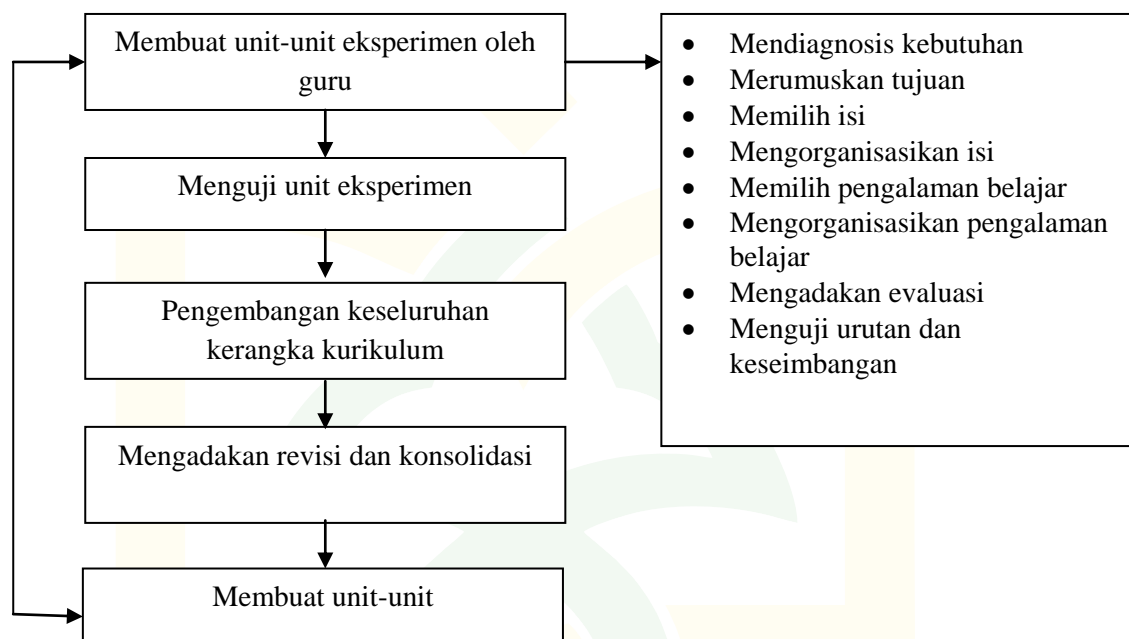 Membuat unit-unit eksperimen oleh
guru
Menguji unit eksperimen
Pengembangan keseluruhan
kerangka kurikulum
Mengadakan revisi dan konsolidasi
Membuat unit-unit
• Mendiagnosis kebutuhan
• Merumuskan tujuan
• Memilih isi
• Mengorganisasikan isi
• Memilih pengalaman belajar
• Mengorganisasikan pengalaman
belajar
• Mengadakan evaluasi
• Menguji urutan dan
keseimbangan